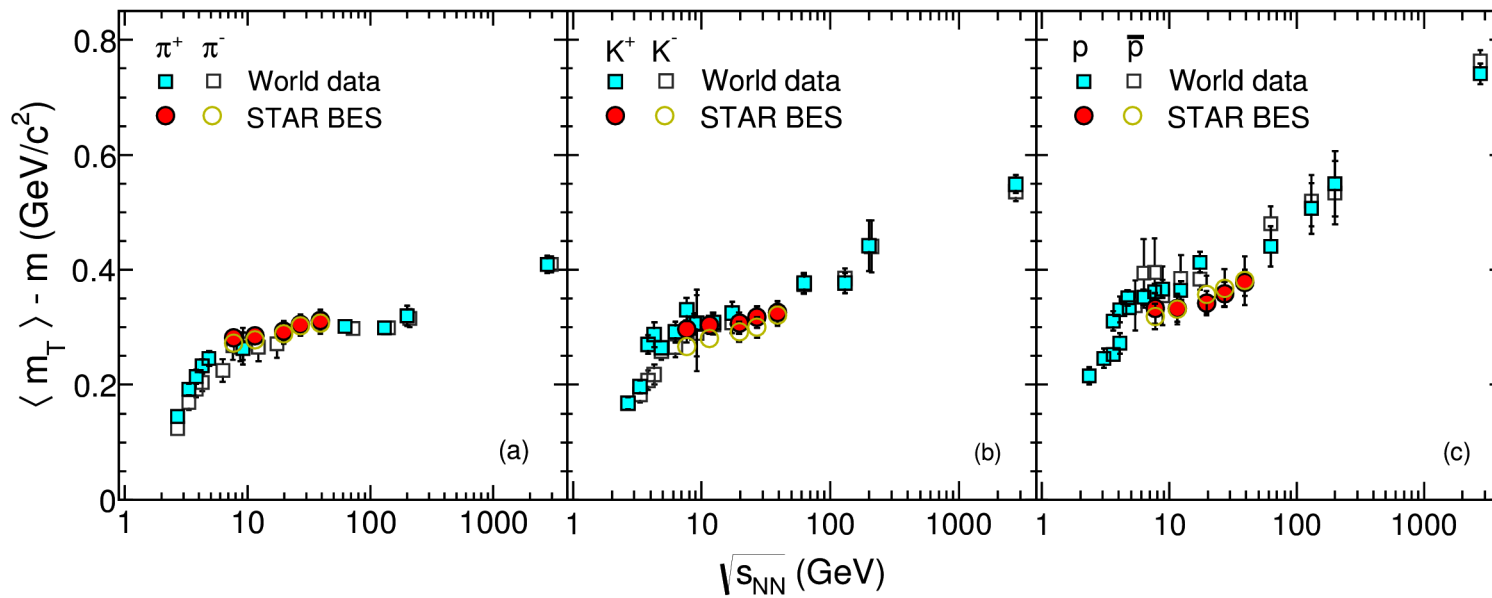 ⟨ m_T ⟩ - m (GeV/c²)
0.8
0.6
0.4
0.2
0
π⁺ π⁻
World data
STAR BES
(a)
1 10 100 1000
K⁺ K⁻
World data
STAR BES
(b)
1 10 100 1000
p p̅
World data
STAR BES
(c)
1 10 100 1000
√s_NN (GeV)